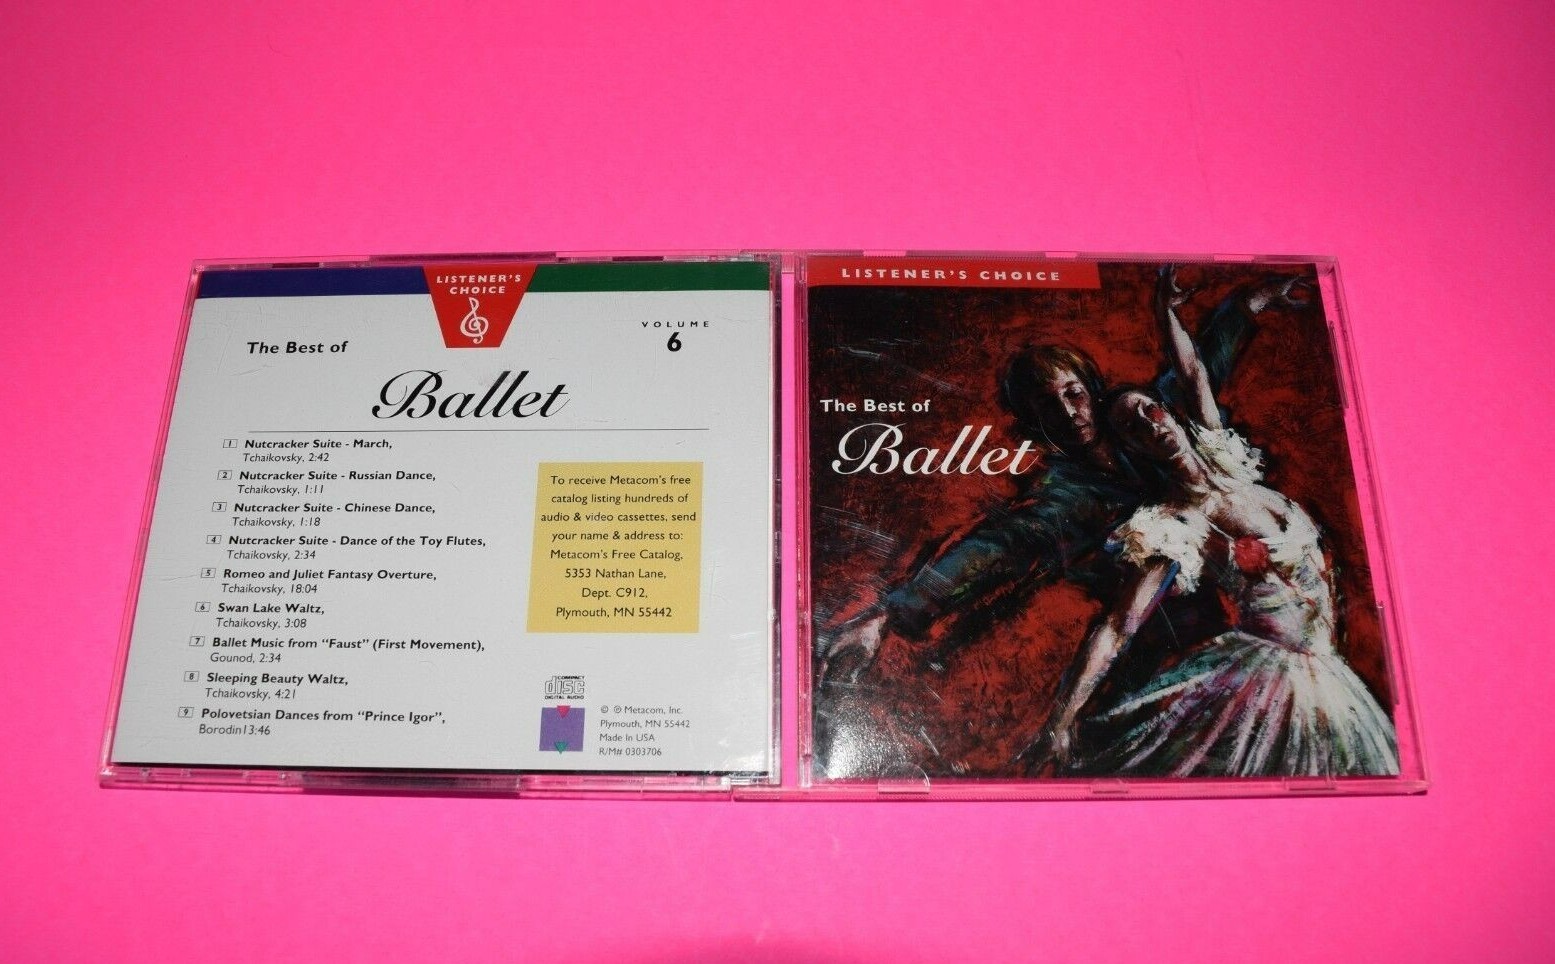 LISTENER'S
CHOICE
VOLUME
6
The Best of
Ballet
1 Nutcracker Suite - March,
Tchaikovsky, 2:42
2 Nutcracker Suite - Russian Dance,
Tchaikovsky, 1:11
3 Nutcracker Suite - Chinese Dance,
Tchaikovsky, 1:18
4 Nutcracker Suite - Dance of the Toy Flutes,
Tchaikovsky, 2:34
5 Romeo and Juliet Fantasy Overture,
Tchaikovsky, 18:04
6 Swan Lake Waltz,
Tchaikovsky, 3:08
7 Ballet Music from "Faust" (First Movement),
Gounod, 2:34
8 Sleeping Beauty Waltz,
Tchaikovsky, 4:21
9 Polovetsian Dances from "Prince Igor",
Borodin13:46
To receive Metacom's free
catalog listing hundreds of
audio & video cassettes, send
your name & address to:
Metacom's Free Catalog,
5353 Nathan Lane,
Dept. C912,
Plymouth, MN 55442
COMPACT
disc
DIGITAL AUDIO
© ℗ Metacom, Inc.
Plymouth, MN 55442
Made In USA
R/M# 0303706
LISTENER'S CHOICE
The Best of
Ballet